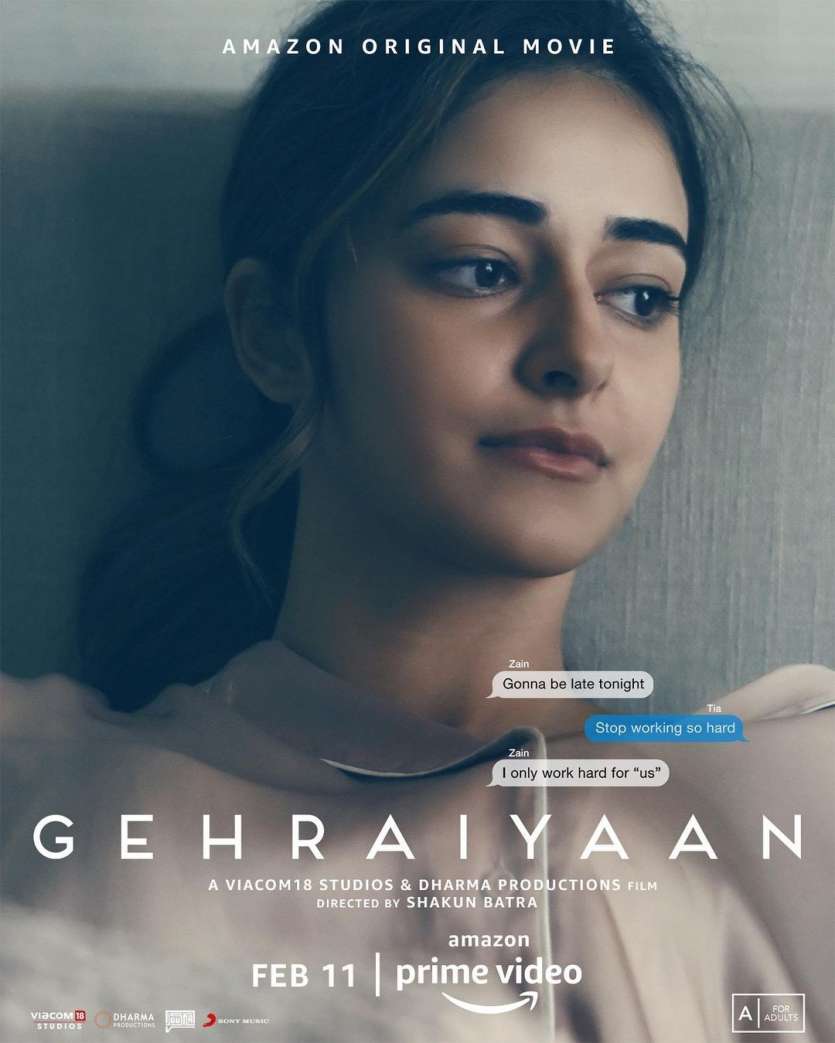 AMAZON ORIGINAL MOVIE
Zain
Gonna be late tonight
Tia
Stop working so hard
Zain
I only work hard for “us”
GEHRAIYAAN
A VIACOM18 STUDIOS & DHARMA PRODUCTIONS FILM
DIRECTED BY SHAKUN BATRA
FEB 11 | amazon prime video
VIACOM18 STUDIOS
DHARMA PRODUCTIONS
SONY MUSIC
A FOR ADULTS